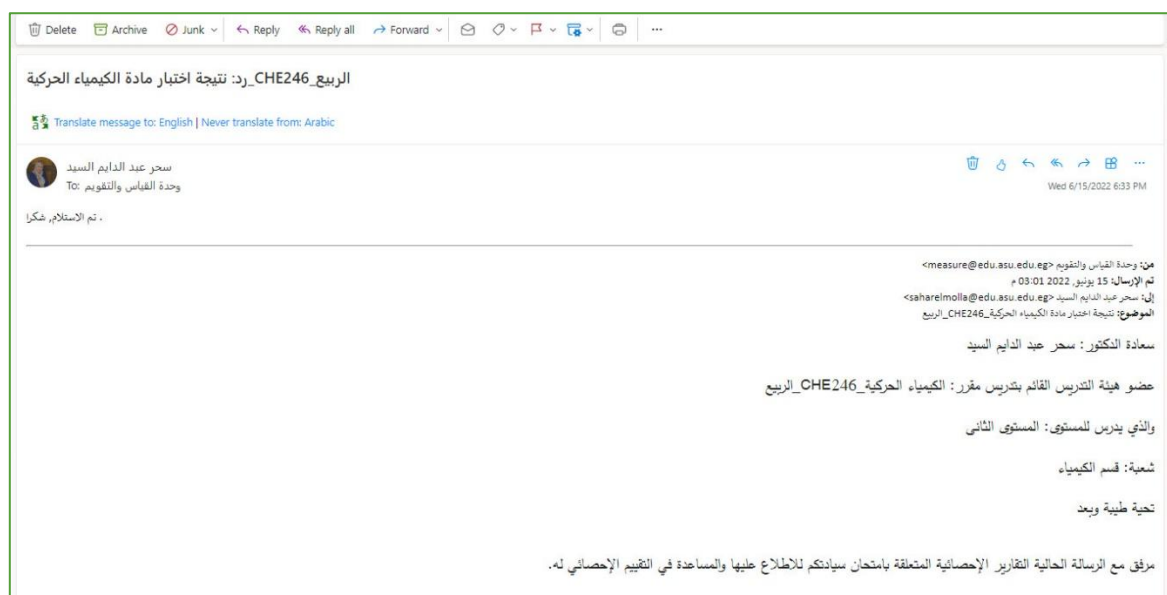 Delete Archive Junk Reply Reply all Forward ...
الربيع_CHE246_رد: نتيجة اختبار مادة الكيمياء الحركية
Translate message to: English | Never translate from: Arabic
سحر عبد الدايم السيد
To: وحدة القياس والتقويم
Wed 6/15/2022 6:33 PM
تم الاستلام, شكرا .
من: وحدة القياس والتقويم <measure@edu.asu.edu.eg>
تم الإرسال: 15 يونيو, 2022 03:01 م
إلى: سحر عبد الدايم السيد <saharelmolla@edu.asu.edu.eg>
الموضوع: نتيجة اختبار مادة الكيمياء الحركية_CHE246_الربيع
سعادة الدكتور : سحر عبد الدايم السيد
عضو هيئة التدريس القائم بتدريس مقرر : الكيمياء الحركية_CHE246_الربيع
والذي يدرس للمستوى: المستوى الثانى
شعبة: قسم الكيمياء
تحية طيبة وبعد
مرفق مع الرسالة الحالية التقارير الإحصائية المتعلقة بامتحان سيادتكم للاطلاع عليها والمساعدة في التقييم الإحصائي له.